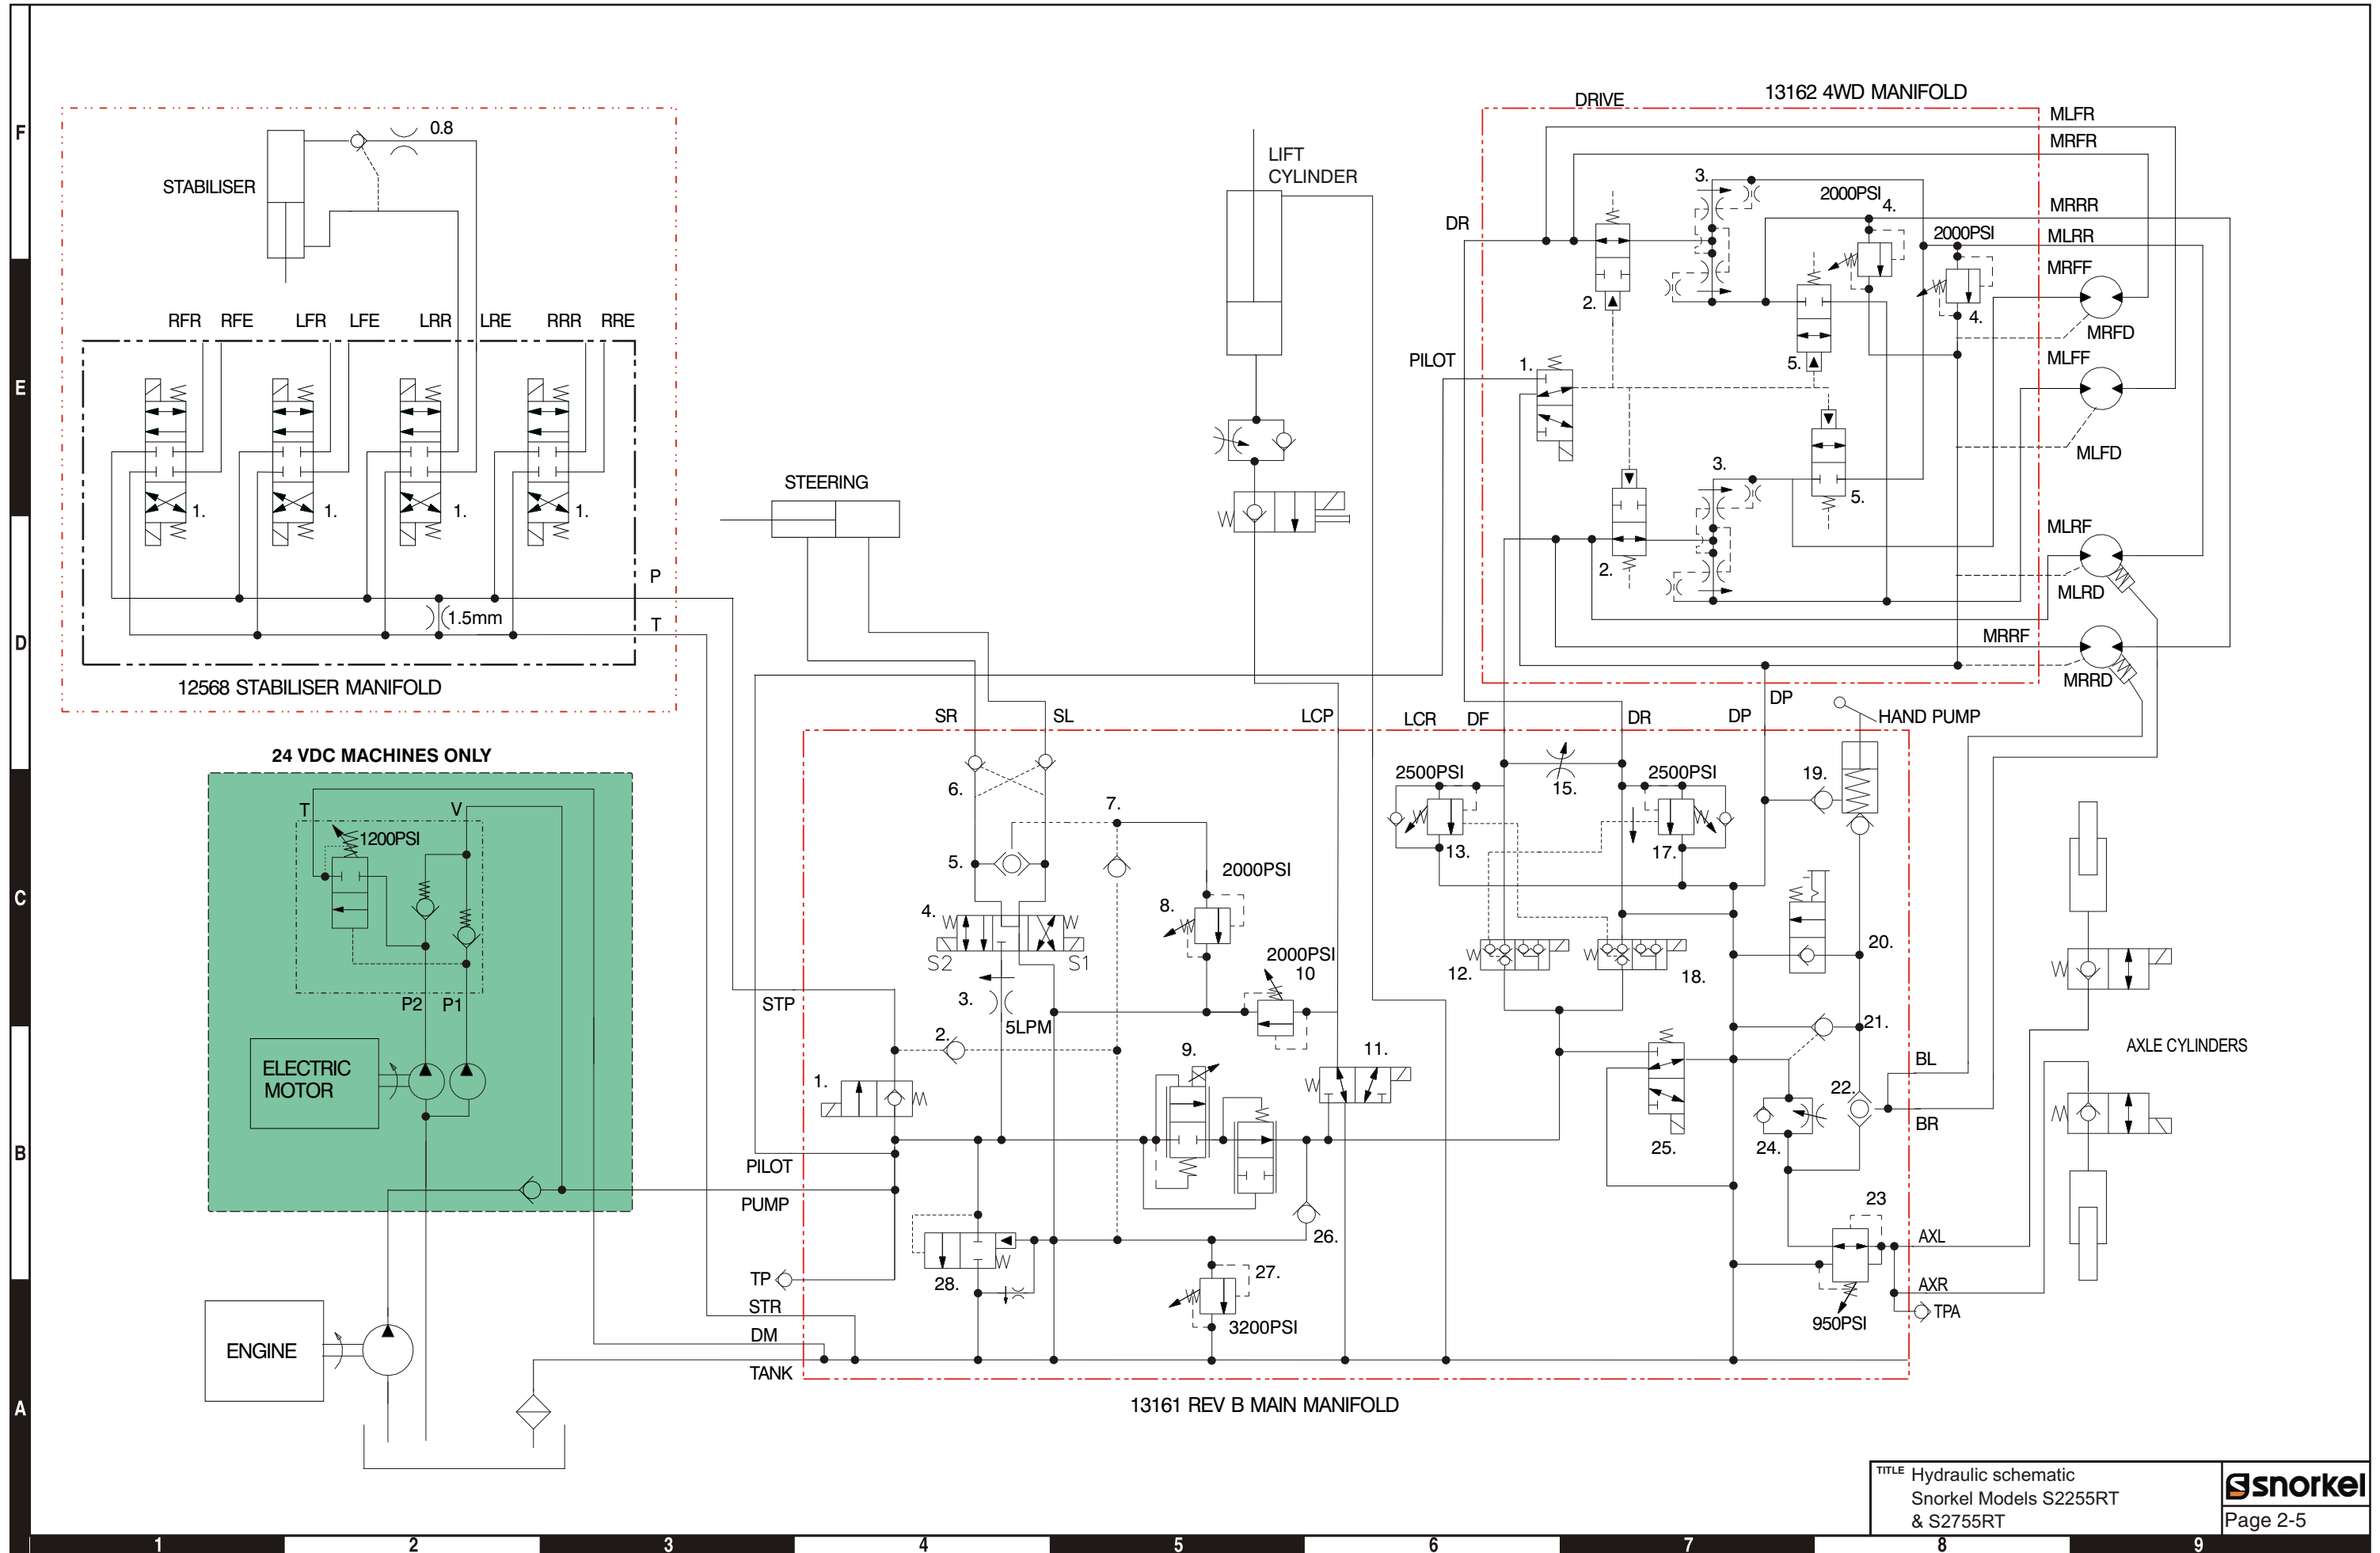 F
E
D
C
B
A
13162 4WD MANIFOLD
DRIVE
MLFR
MRFR
0.8
LIFT
CYLINDER
STABILISER
3.
2000PSI
4.
MRRR
DR
2000PSI
MLRR
MRFF
2.
4.
RFR RFE LFR LFE LRR LRE RRR RRE
MRFD
PILOT
1.
5.
MLFF
MLFD
3.
STEERING
5.
1. 1. 1. 1.
MLRF
2.
P
MLRD
1.5mm
T
MRRF
12568 STABILISER MANIFOLD
MRRD
DP
SR SL LCP LCR DF DR DP
HAND PUMP
24 VDC MACHINES ONLY
2500PSI
2500PSI
19.
6.
15.
7.
T V
1200PSI
13.
17.
5.
2000PSI
4.
8.
20.
S2 S1
2000PSI
10
12.
18.
3.
P2 P1
STP
5LPM
21.
2.
9.
11.
AXLE CYLINDERS
BL
ELECTRIC
MOTOR
1.
22.
BR
25.
24.
PILOT
23
PUMP
26.
AXL
TP
28.
27.
AXR
STR
TPA
3200PSI
950PSI
DM
ENGINE
TANK
13161 REV B MAIN MANIFOLD
TITLE Hydraulic schematic
Snorkel Models S2255RT
& S2755RT
snorkel
Page 2-5
1 2 3 4 5 6 7 8 9